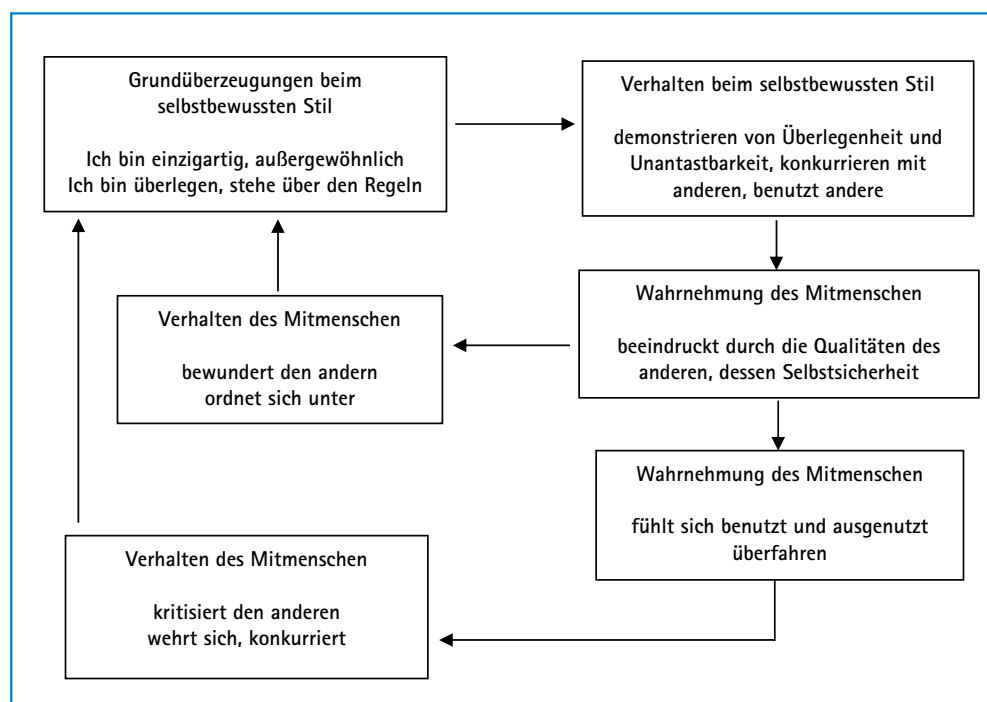 Grundüberzeugungen beim
selbstbewussten Stil
Ich bin einzigartig, außergewöhnlich
Ich bin überlegen, stehe über den Regeln
Verhalten beim selbstbewussten Stil
demonstrieren von Überlegenheit und
Unantastbarkeit, konkurrieren mit
anderen, benutzt andere
Wahrnehmung des Mitmenschen
beeindruckt durch die Qualitäten des
anderen, dessen Selbstsicherheit
Verhalten des Mitmenschen
bewundert den andern
ordnet sich unter
Wahrnehmung des Mitmenschen
fühlt sich benutzt und ausgenutzt
überfahren
Verhalten des Mitmenschen
kritisiert den anderen
wehrt sich, konkurriert